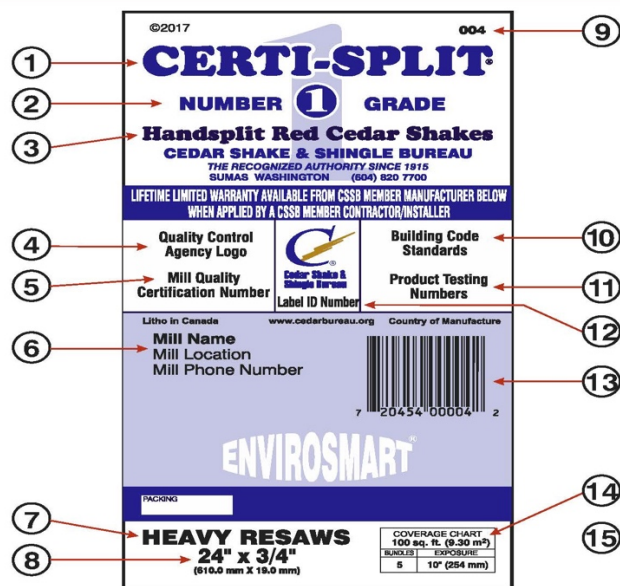 ©2017 004
1 CERTI-SPLIT® 9
2 NUMBER 1 GRADE
3 Handsplit Red Cedar Shakes
CEDAR SHAKE & SHINGLE BUREAU
THE RECOGNIZED AUTHORITY SINCE 1915
SUMAS WASHINGTON (604) 820 7700
LIFETIME LIMITED WARRANTY AVAILABLE FROM CSSB MEMBER MANUFACTURER BELOW
WHEN APPLIED BY A CSSB MEMBER CONTRACTOR/INSTALLER
4 Quality Control
Agency Logo
5 Mill Quality
Certification Number
C®
Cedar Shake &
Shingle Bureau
Label ID Number
Building Code
Standards 10
Product Testing
Numbers 11
12
Litho in Canada www.cedarbureau.org Country of Manufacture
6 Mill Name
Mill Location
Mill Phone Number
13
7 20454 00004 2
ENVIROSMART®
PACKING
7 HEAVY RESAWS
8 24" x 3/4"
(610.0 mm X 19.0 mm)
COVERAGE CHART 14
100 sq. ft. (9.30 m²)
BUNDLES EXPOSURE 15
5 10" (254 mm)